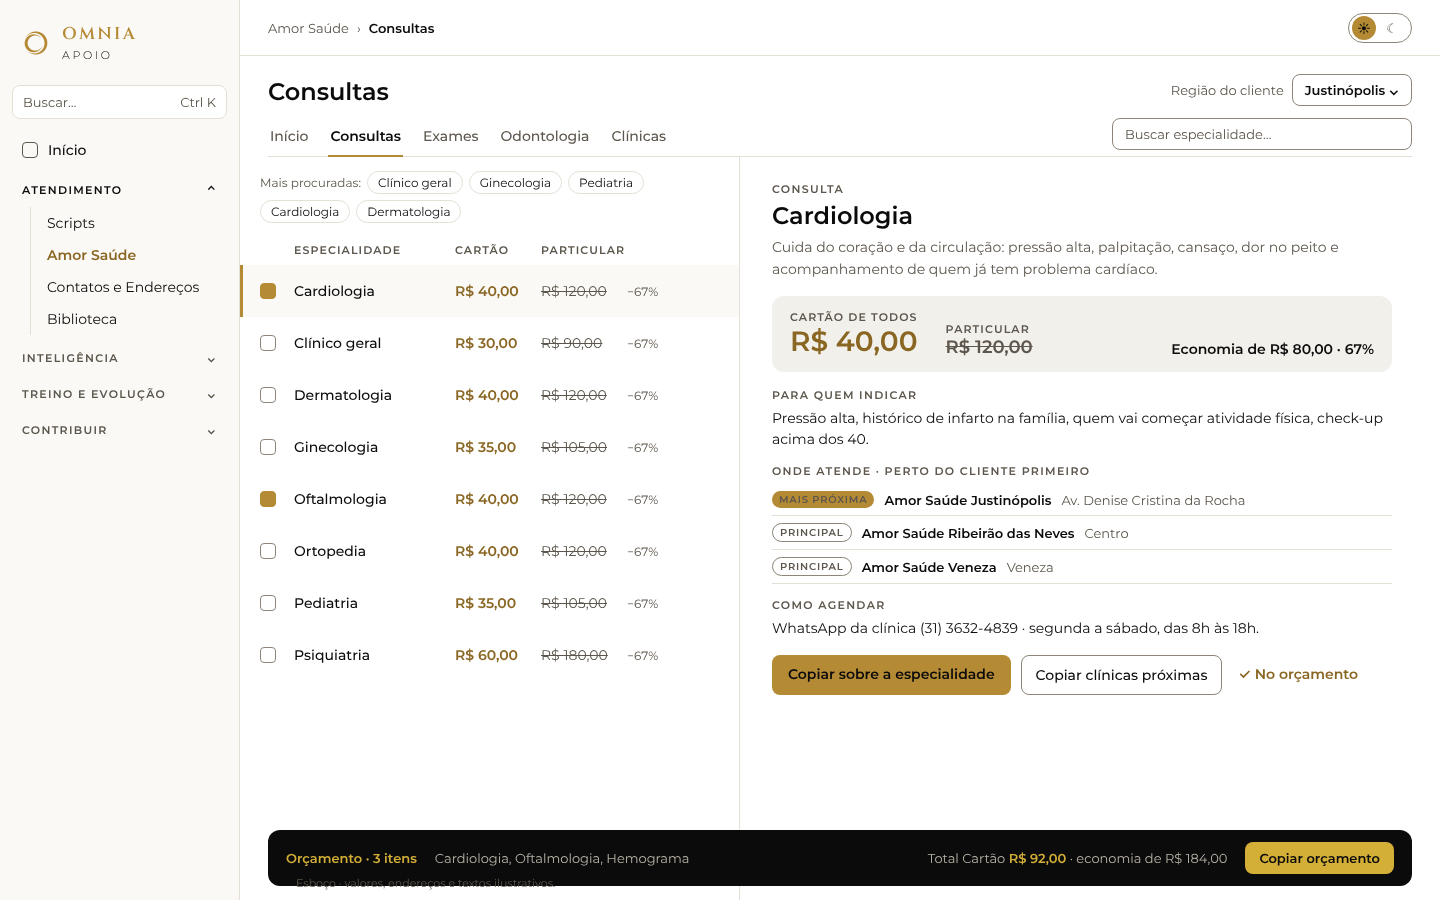 OMNIA
APOIO
Buscar... Ctrl K
Início
ATENDIMENTO
Scripts
Amor Saúde
Contatos e Endereços
Biblioteca
INTELIGÊNCIA
TREINO E EVOLUÇÃO
CONTRIBUIR
Amor Saúde › Consultas
Consultas
Região do cliente Justinópolis
Início Consultas Exames Odontologia Clínicas
Buscar especialidade...
Mais procuradas: Clínico geral Ginecologia Pediatria
Cardiologia Dermatologia
ESPECIALIDADE CARTÃO PARTICULAR
Cardiologia R$ 40,00 R$ 120,00 −67%
Clínico geral R$ 30,00 R$ 90,00 −67%
Dermatologia R$ 40,00 R$ 120,00 −67%
Ginecologia R$ 35,00 R$ 105,00 −67%
Oftalmologia R$ 40,00 R$ 120,00 −67%
Ortopedia R$ 40,00 R$ 120,00 −67%
Pediatria R$ 35,00 R$ 105,00 −67%
Psiquiatria R$ 60,00 R$ 180,00 −67%
CONSULTA
Cardiologia
Cuida do coração e da circulação: pressão alta, palpitação, cansaço, dor no peito e
acompanhamento de quem já tem problema cardíaco.
CARTÃO DE TODOS
R$ 40,00
PARTICULAR
R$ 120,00
Economia de R$ 80,00 · 67%
PARA QUEM INDICAR
Pressão alta, histórico de infarto na família, quem vai começar atividade física, check-up
acima dos 40.
ONDE ATENDE · PERTO DO CLIENTE PRIMEIRO
MAIS PRÓXIMA Amor Saúde Justinópolis Av. Denise Cristina da Rocha
PRINCIPAL Amor Saúde Ribeirão das Neves Centro
PRINCIPAL Amor Saúde Veneza Veneza
COMO AGENDAR
WhatsApp da clínica (31) 3632-4839 · segunda a sábado, das 8h às 18h.
Copiar sobre a especialidade Copiar clínicas próximas ✓ No orçamento
Orçamento · 3 itens Cardiologia, Oftalmologia, Hemograma Total Cartão R$ 92,00 · economia de R$ 184,00 Copiar orçamento
Esboço · valores, endereços e textos ilustrativos.